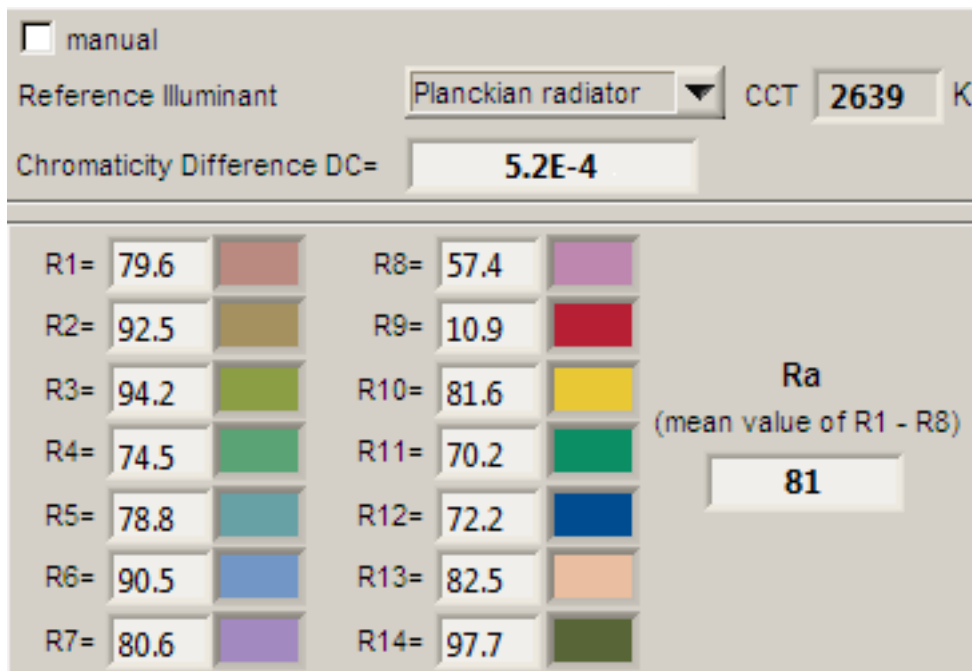 manual
Reference Illuminant Planckian radiator CCT 2639 K
Chromaticity Difference DC= 5.2E-4
R1= 79.6 R8= 57.4
R2= 92.5 R9= 10.9
R3= 94.2 R10= 81.6
R4= 74.5 R11= 70.2
R5= 78.8 R12= 72.2
R6= 90.5 R13= 82.5
R7= 80.6 R14= 97.7
Ra
(mean value of R1 - R8)
81